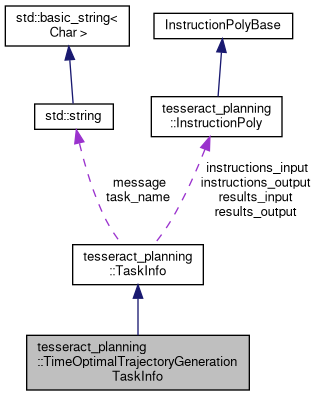 std::basic_string<
Char >
InstructionPolyBase
std::string
tesseract_planning
::InstructionPoly
message
task_name
instructions_input
instructions_output
results_input
results_output
tesseract_planning
::TaskInfo
tesseract_planning
::TimeOptimalTrajectoryGeneration
TaskInfo